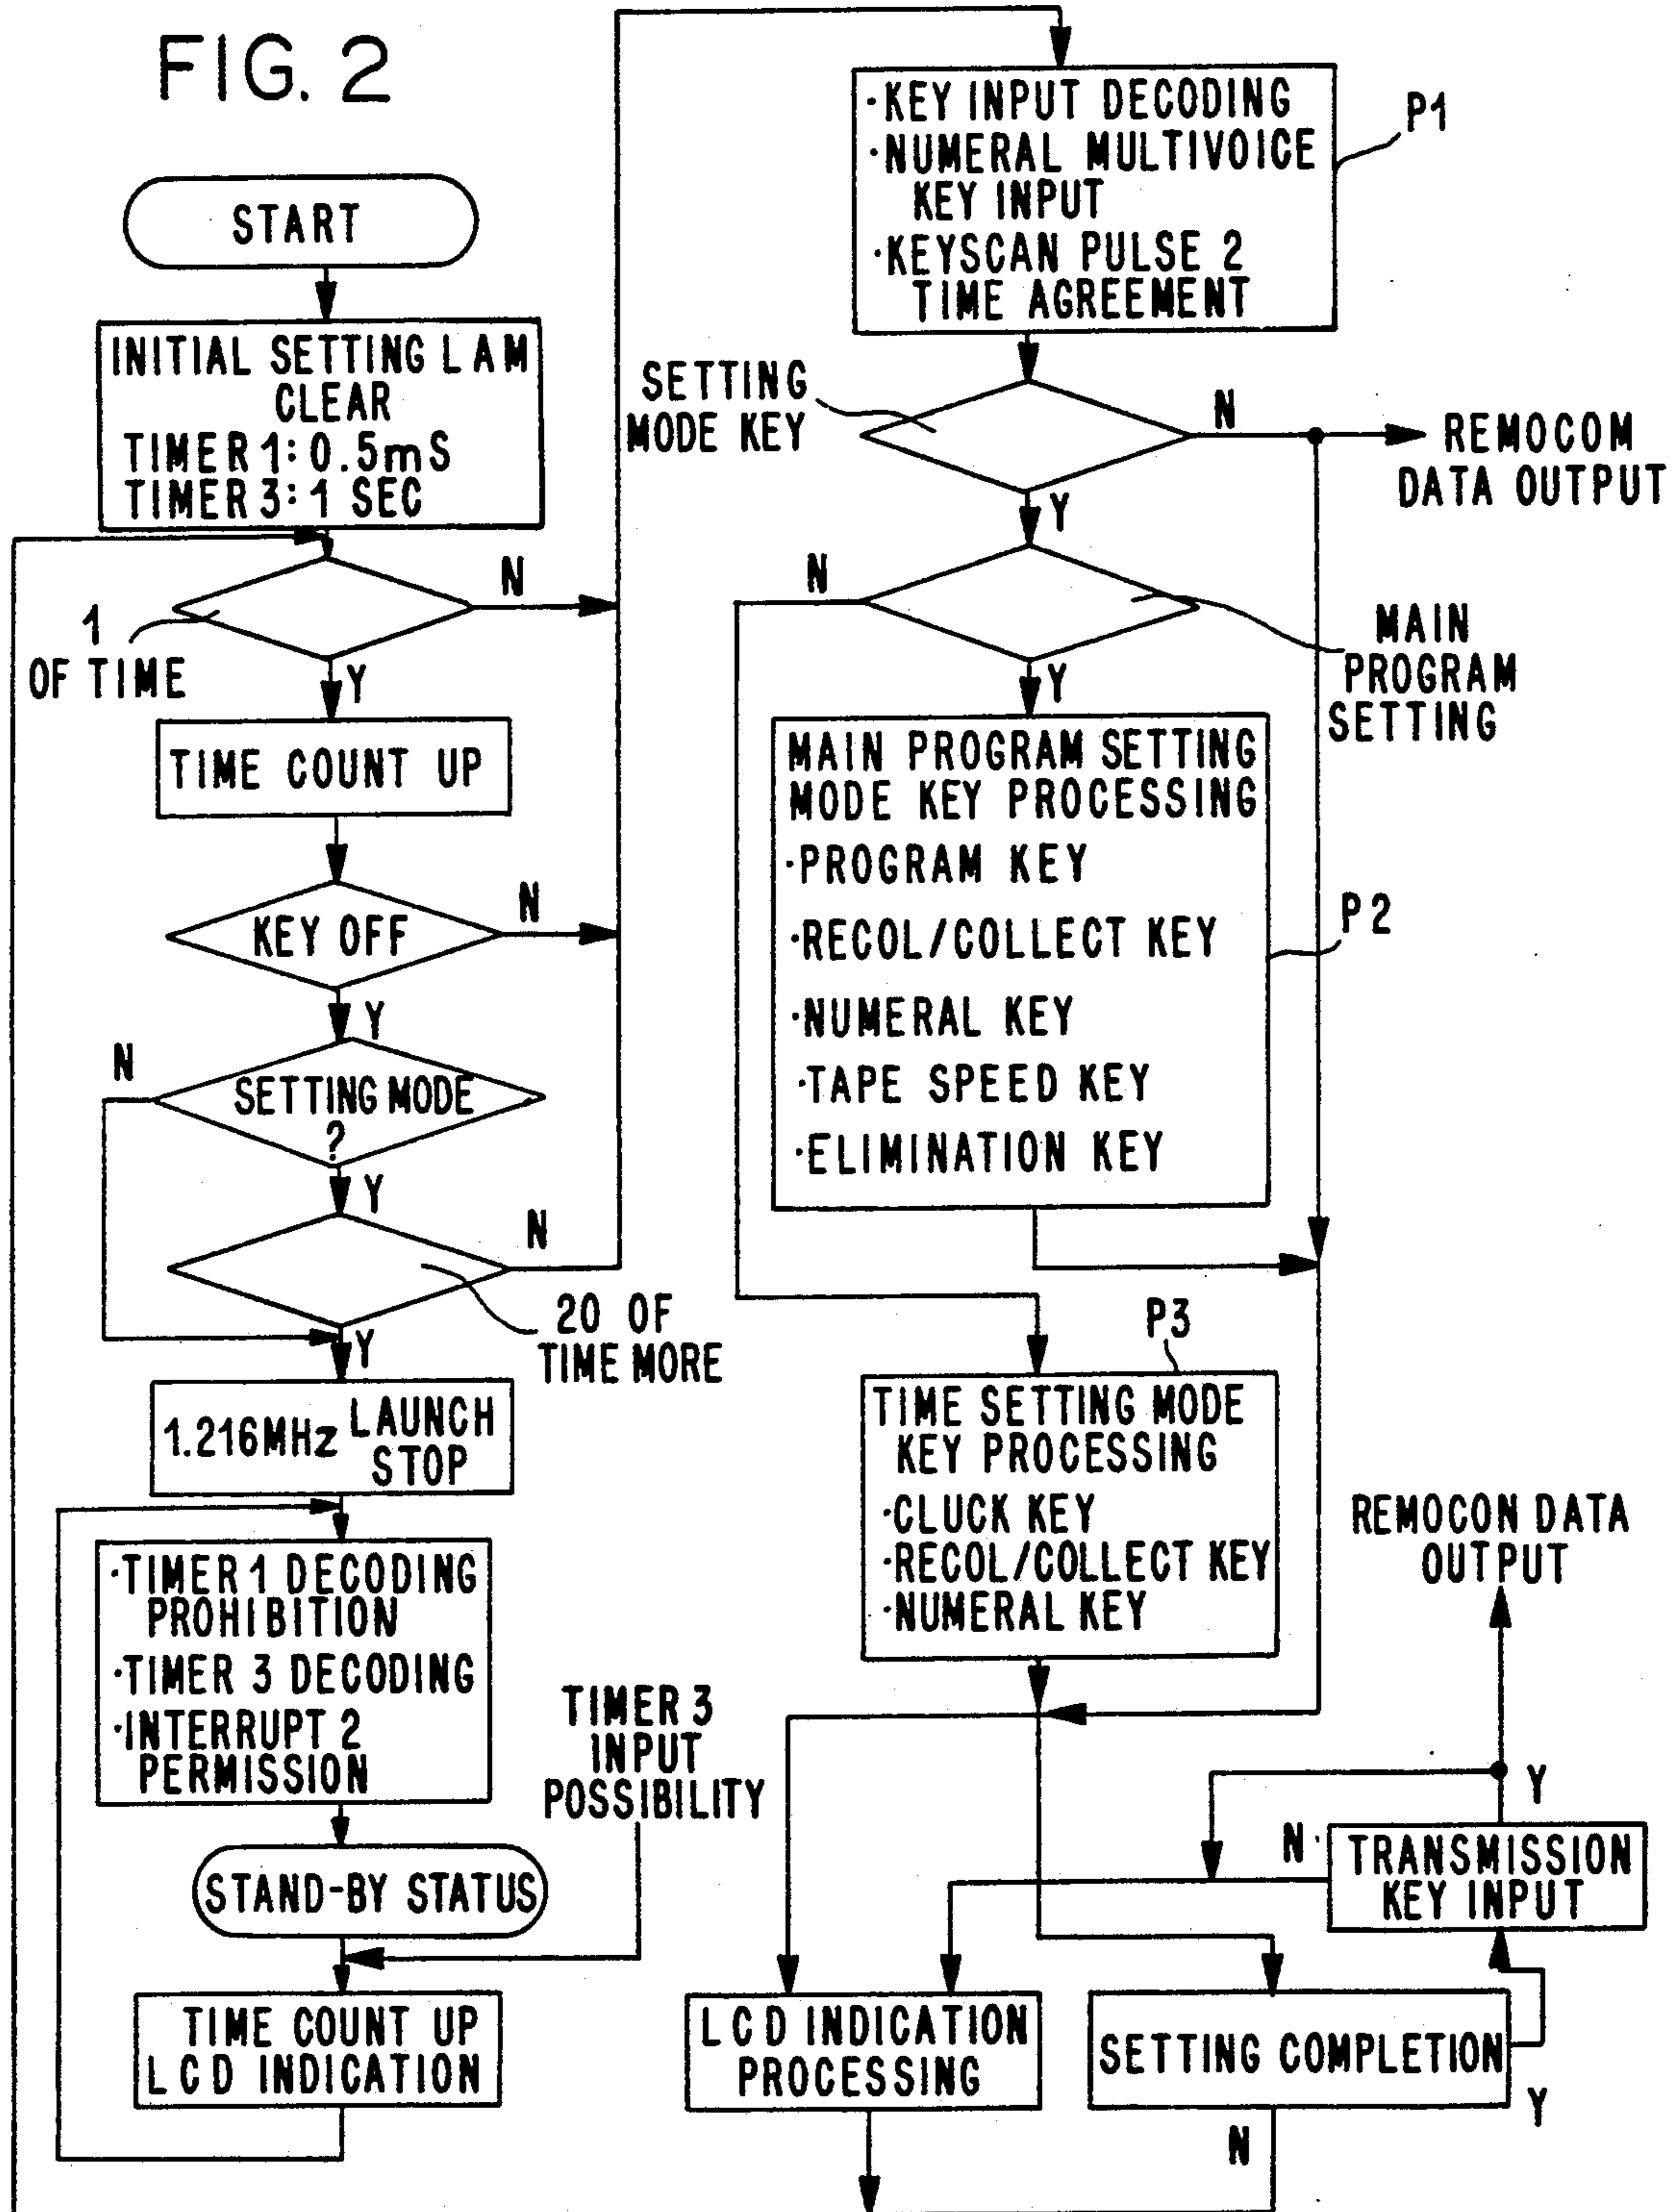 FIG. 2
START
INITIAL SETTING LAM
CLEAR
TIMER 1: 0.5mS
TIMER 3: 1 SEC
N
1
OF TIME
Y
TIME COUNT UP
KEY OFF
N
Y
N
SETTING MODE
?
Y
N
20 OF
TIME MORE
Y
1.216MHz LAUNCH
STOP
·TIMER 1 DECODING
PROHIBITION
·TIMER 3 DECODING
·INTERRUPT 2
PERMISSION
STAND-BY STATUS
TIMER 3
INPUT
POSSIBILITY
TIME COUNT UP
LCD INDICATION
·KEY INPUT DECODING
·NUMERAL MULTIVOICE
KEY INPUT
·KEYSCAN PULSE 2
TIME AGREEMENT
P1
SETTING
MODE KEY
N
REMOCOM
DATA OUTPUT
Y
N
MAIN
PROGRAM
SETTING
Y
MAIN PROGRAM SETTING
MODE KEY PROCESSING
·PROGRAM KEY
·RECOL/COLLECT KEY
·NUMERAL KEY
·TAPE SPEED KEY
·ELIMINATION KEY
P2
P3
TIME SETTING MODE
KEY PROCESSING
·CLUCK KEY
·RECOL/COLLECT KEY
·NUMERAL KEY
REMOCON DATA
OUTPUT
Y
N
TRANSMISSION
KEY INPUT
LCD INDICATION
PROCESSING
SETTING COMPLETION
Y
N